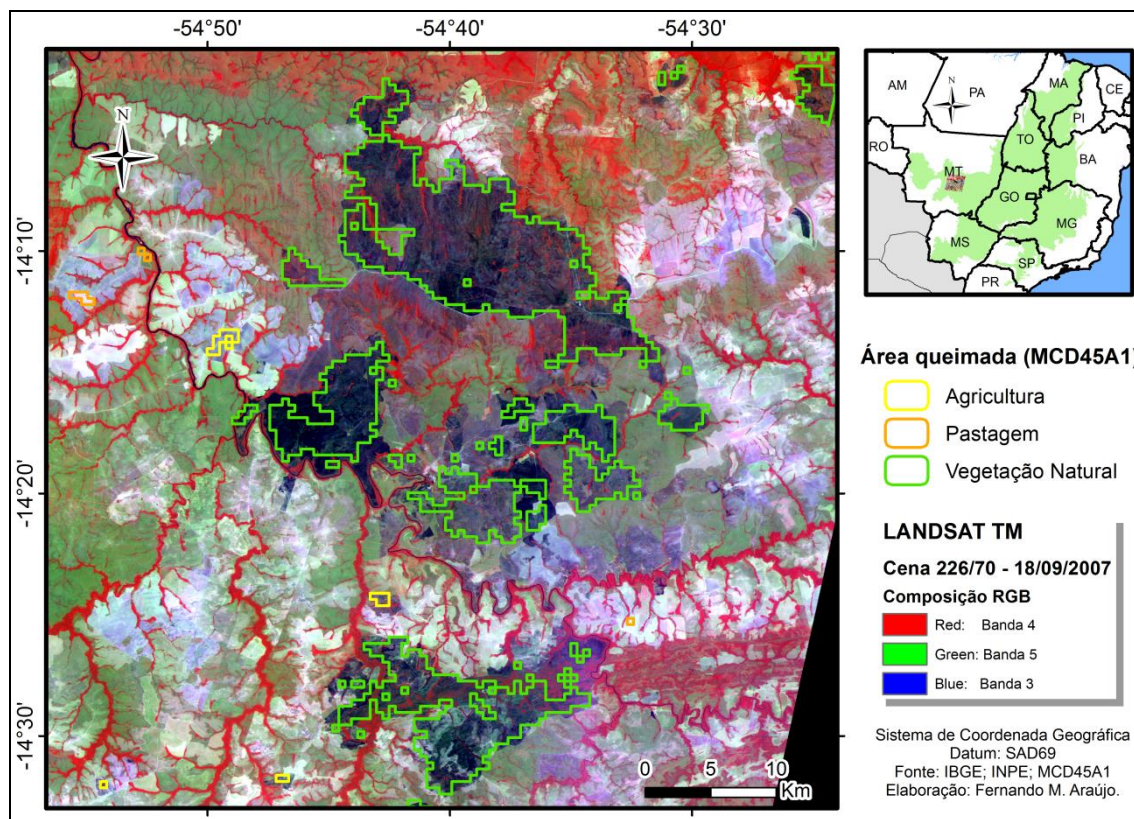 -54°50'
-54°40'
-54°30'
-14°10'
-14°20'
-14°30'
N
0 5 10
Km
AM
N
PA
MA
CE
PI
TO
RO
MT
BA
GO
MG
MS
SP
PR
Área queimada (MCD45A1)
Agricultura
Pastagem
Vegetação Natural
LANDSAT TM
Cena 226/70 - 18/09/2007
Composição RGB
Red: Banda 4
Green: Banda 5
Blue: Banda 3
Sistema de Coordenada Geográfica
Datum: SAD69
Fonte: IBGE; INPE; MCD45A1
Elaboração: Fernando M. Araújo.